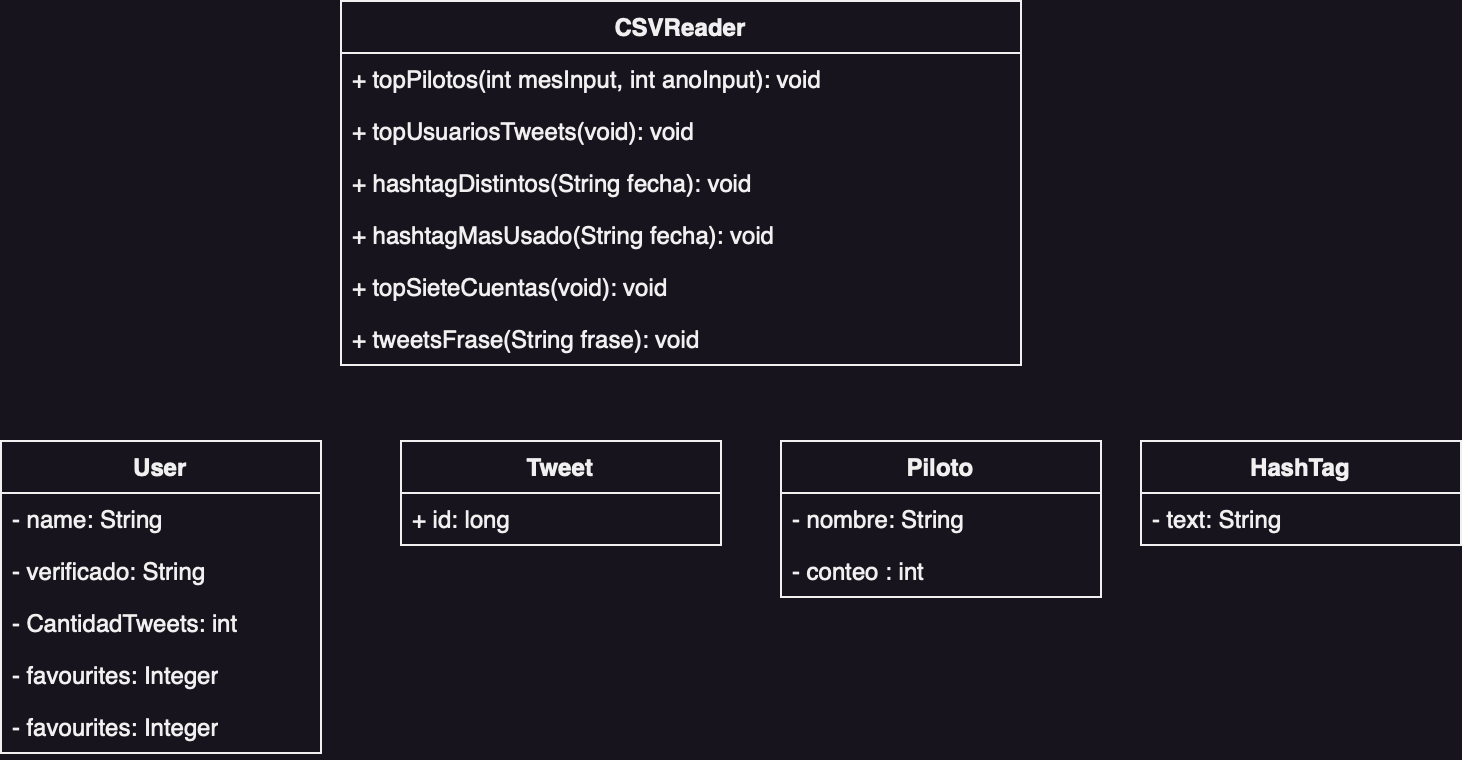 CSVReader
+ topPilotos(int mesInput, int anoInput): void
+ topUsuariosTweets(void): void
+ hashtagDistintos(String fecha): void
+ hashtagMasUsado(String fecha): void
+ topSieteCuentas(void): void
+ tweetsFrase(String frase): void
User
- name: String
- verificado: String
- CantidadTweets: int
- favourites: Integer
- favourites: Integer
Tweet
+ id: long
Piloto
- nombre: String
- conteo : int
HashTag
- text: String